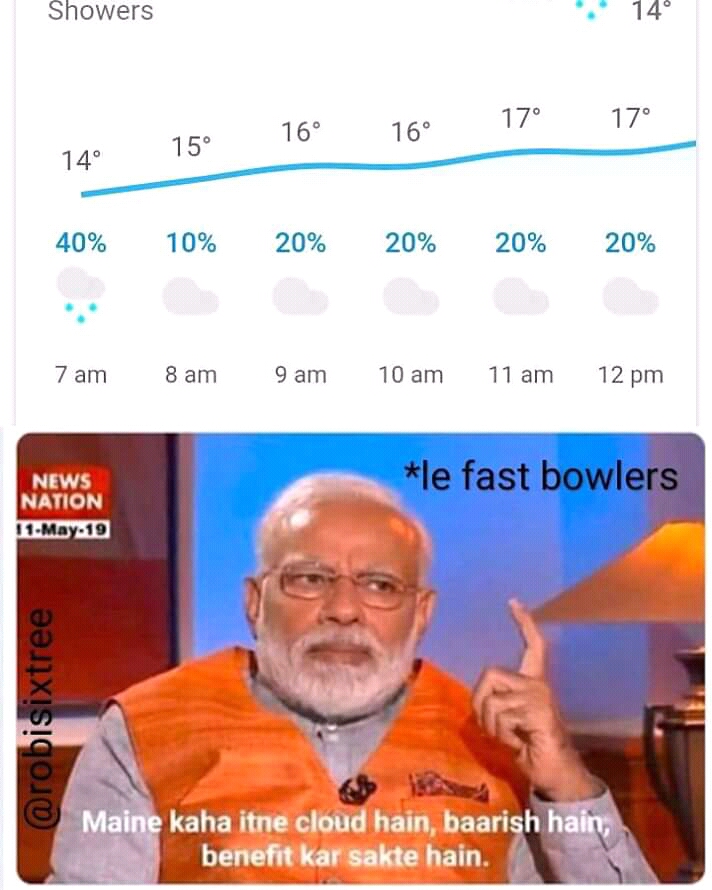 Showers 14°
14° 15° 16° 16° 17° 17°
40% 10% 20% 20% 20% 20%
7 am 8 am 9 am 10 am 11 am 12 pm
*le fast bowlers
NEWS
NATION
11-May-19
@robisixtree
Maine kaha itne cloud hain, baarish hain,
benefit kar sakte hain.